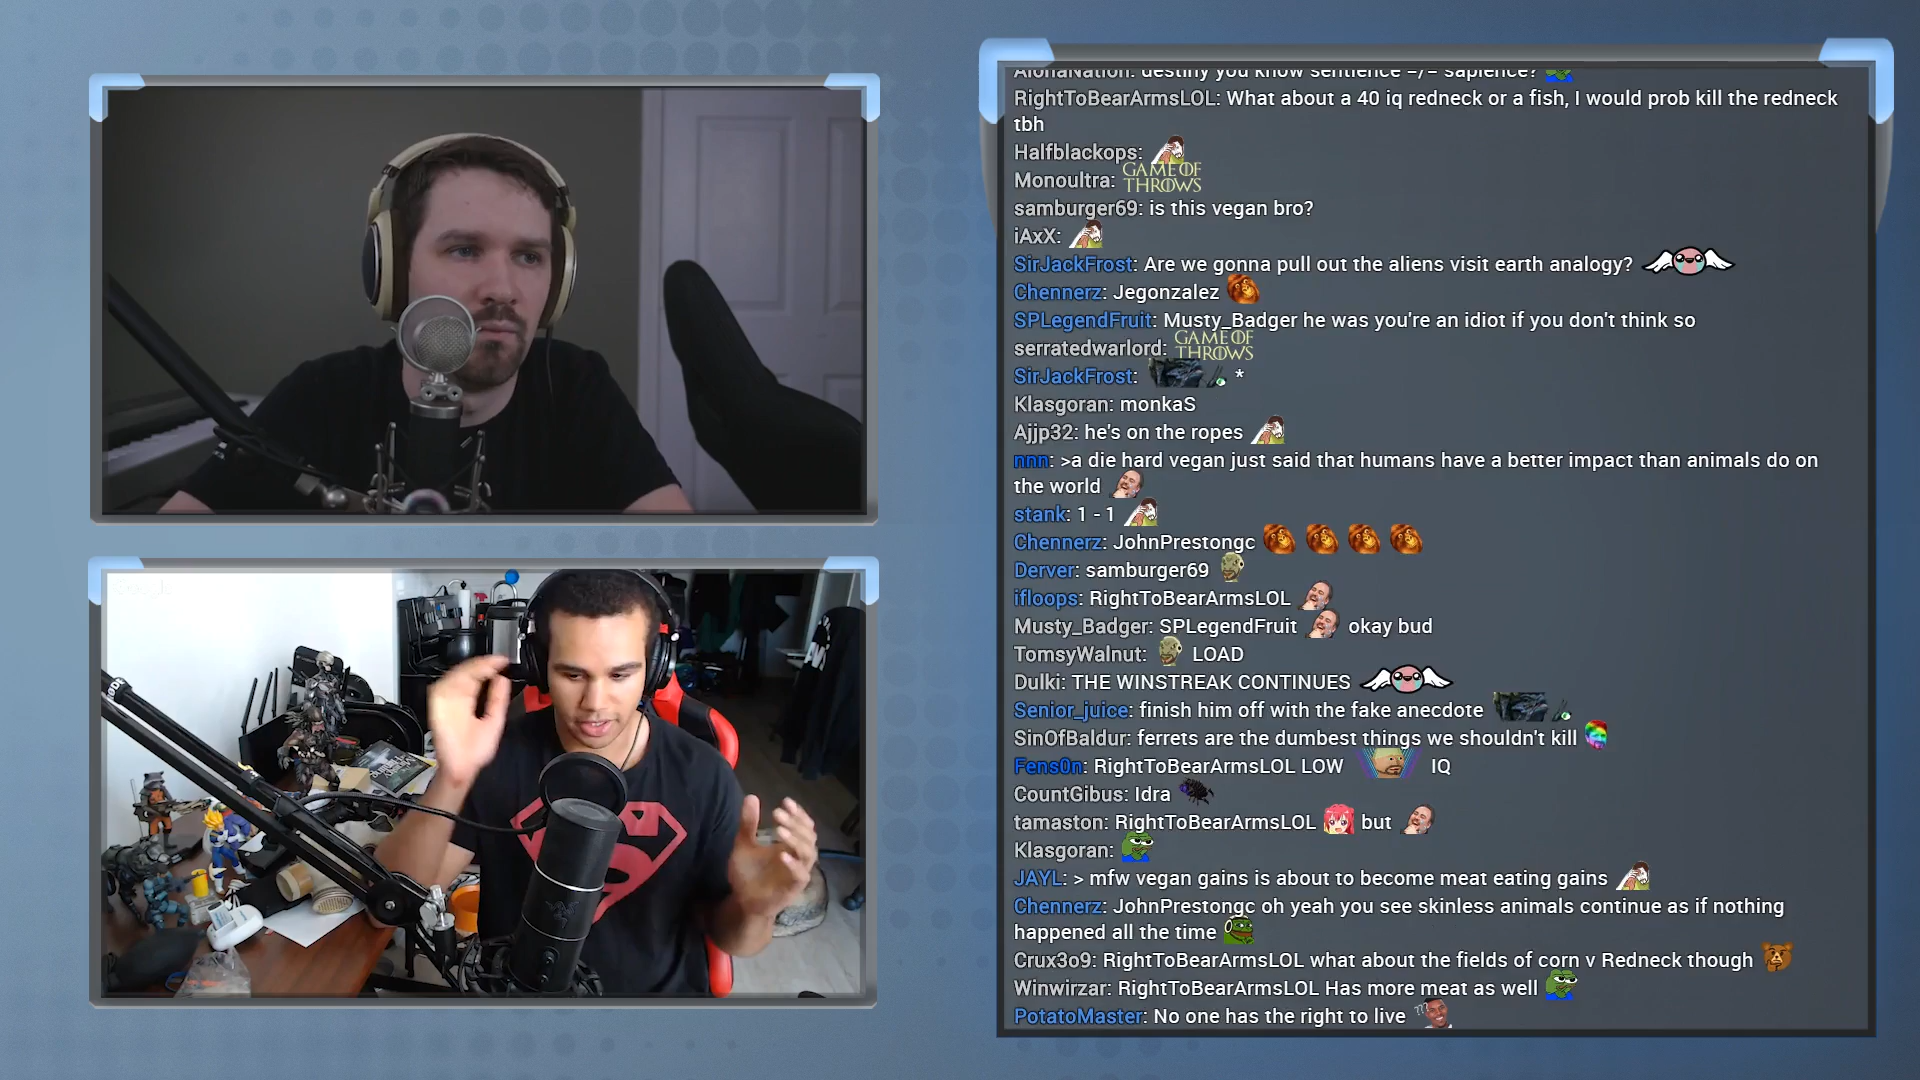 AlohaNation: destiny you know sentience =/= sapience?
RightToBearArmsLOL: What about a 40 iq redneck or a fish, I would prob kill the redneck
tbh
Halfblackops:
Monoultra: GAME OF THROWS
samburger69: is this vegan bro?
iAxX:
SirJackFrost: Are we gonna pull out the aliens visit earth analogy?
Chennerz: Jegonzalez
SPLegendFruit: Musty_Badger he was you're an idiot if you don't think so
serratedwarlord: GAME OF THROWS
SirJackFrost: *
Klasgoran: monkaS
Ajjp32: he's on the ropes
nnn: >a die hard vegan just said that humans have a better impact than animals do on
the world
stank: 1 - 1
Chennerz: JohnPrestongc
Derver: samburger69
ifloops: RightToBearArmsLOL
Musty_Badger: SPLegendFruit okay bud
TomsyWalnut: LOAD
Dulki: THE WINSTREAK CONTINUES
Senior_juice: finish him off with the fake anecdote
SinOfBaldur: ferrets are the dumbest things we shouldn't kill
Fens0n: RightToBearArmsLOL LOW IQ
CountGibus: Idra
tamaston: RightToBearArmsLOL but
Klasgoran:
JAYL: > mfw vegan gains is about to become meat eating gains
Chennerz: JohnPrestongc oh yeah you see skinless animals continue as if nothing
happened all the time
Crux3o9: RightToBearArmsLOL what about the fields of corn v Redneck though
Winwirzar: RightToBearArmsLOL Has more meat as well
PotatoMaster: No one has the right to live